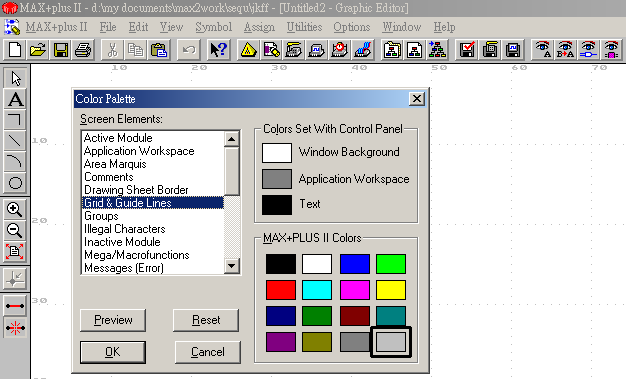 MAX+plus II - d:\my documents\max2work\sequ\jkff - [Untitled2 - Graphic Editor]
MAX+plus II File Edit View Symbol Assign Utilities Options Window Help
10 20 30 40 50 60 70
Color Palette
Screen Elements:
Active Module
Application Workspace
Area Marquis
Comments
Drawing Sheet Border
Grid & Guide Lines
Groups
Illegal Characters
Inactive Module
Mega/Macrofunctions
Messages (Error)
Colors Set With Control Panel
Window Background
Application Workspace
Text
MAX+PLUS II Colors
Preview
Reset
OK
Cancel
10
20
30
A
B+A